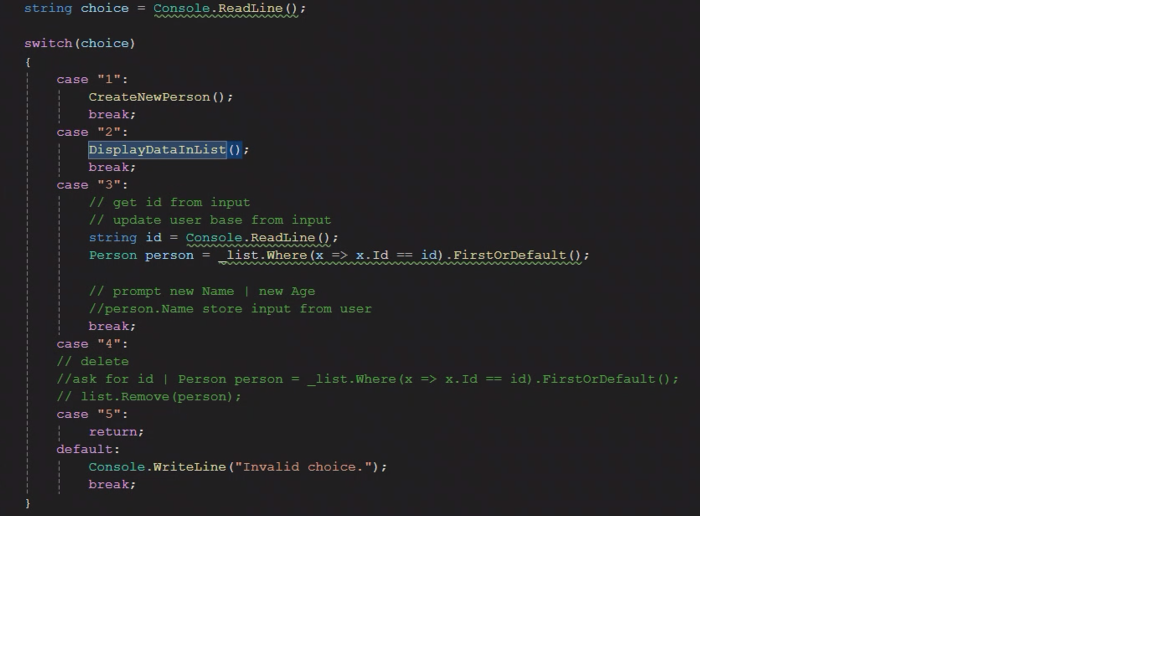 string choice = Console.ReadLine();
switch(choice)
{
case "1":
CreateNewPerson();
break;
case "2":
DisplayDataInList();
break;
case "3":
// get id from input
// update user base from input
string id = Console.ReadLine();
Person person = _list.Where(x => x.Id == id).FirstOrDefault();
// prompt new Name | new Age
//person.Name store input from user
break;
case "4":
// delete
//ask for id | Person person = _list.Where(x => x.Id == id).FirstOrDefault();
// list.Remove(person);
case "5":
return;
default:
Console.WriteLine("Invalid choice.");
break;
}